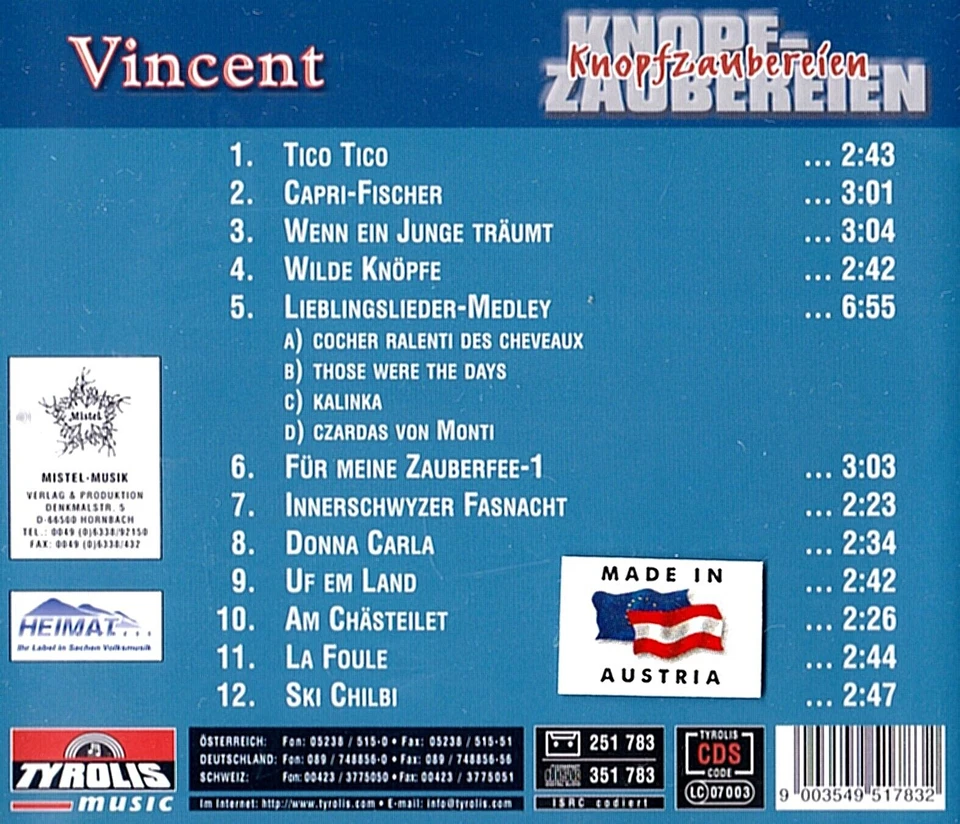 Vincent
KNOPF-
ZAUBEREIEN
Knopfzaubereien
1. TICO TICO ... 2:43
2. CAPRI-FISCHER ... 3:01
3. WENN EIN JUNGE TRÄUMT ... 3:04
4. WILDE KNÖPFE ... 2:42
5. LIEBLINGSLIEDER-MEDLEY ... 6:55
A) COCHER RALENTI DES CHEVEAUX
B) THOSE WERE THE DAYS
C) KALINKA
D) CZARDAS VON MONTI
6. FÜR MEINE ZAUBERFEE-1 ... 3:03
7. INNERSCHWYZER FASNACHT ... 2:23
8. DONNA CARLA ... 2:34
9. UF EM LAND ... 2:42
10. AM CHÄSTEILET ... 2:26
11. LA FOULE ... 2:44
12. SKI CHILBI ... 2:47
Mistel
MISTEL-MUSIK
VERLAG & PRODUKTION
DENKMALSTR. 5
D-66500 HORNBACH
TEL.: 0049 (0)6338/92150
FAX: 0049 (0)6338/432
HEIMAT...
Ihr Label in Sachen Volksmusik
MADE IN
AUSTRIA
TYROLIS
music
ÖSTERREICH: Fon: 05238 / 515-0 • Fax: 05238 / 515-51
DEUTSCHLAND: Fon: 089 / 748856-0 • Fax: 089 / 748856-56
SCHWEIZ: Fon: 00423 / 3775050 • Fax: 00423 / 3775051
Im Internet: http://www.tyrolis.com • E-mail: info@tyrolis.com
251 783
351 783
ISRC codiert
TYROLIS
CDS
CODE
LC 07003
9 003549 517832